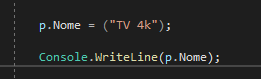 p.Nome = ("TV 4k");
Console.WriteLine(p.Nome);